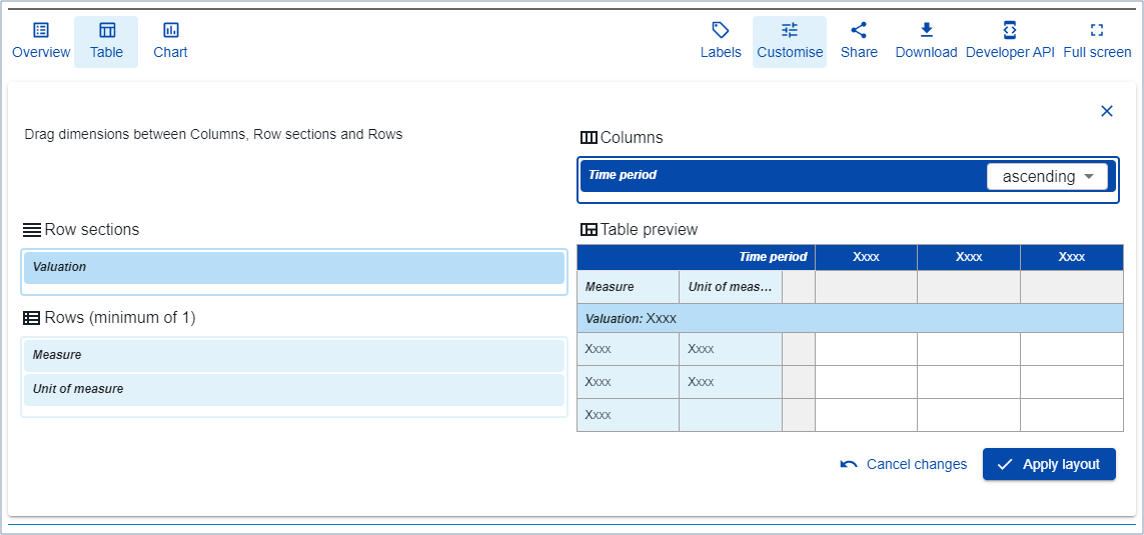 Overview Table Chart Labels Customise Share Download Developer API Full screen
Drag dimensions between Columns, Row sections and Rows
Columns
Time period ascending
Row sections
Valuation
Rows (minimum of 1)
Measure
Unit of measure
Table preview
Time period Xxxx Xxxx Xxxx
Measure Unit of meas...
Valuation: Xxxx
Xxxx Xxxx
Xxxx Xxxx
Xxxx
Cancel changes Apply layout